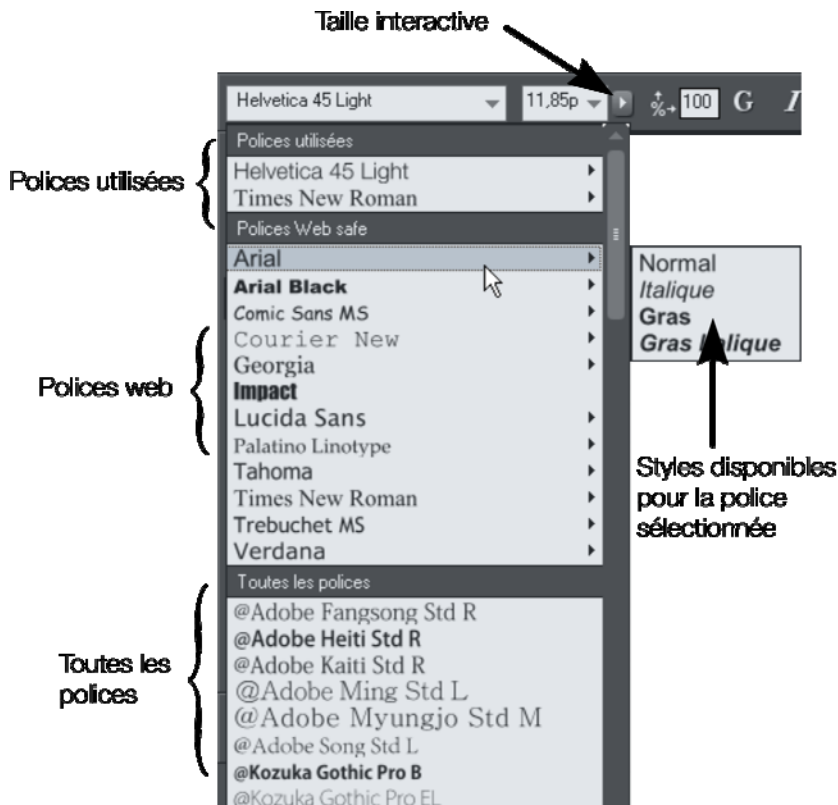 Taille interactive
Helvetica 45 Light 11,85p % 100 G I
Polices utilisées
Polices utilisées
Helvetica 45 Light
Times New Roman
Polices Web safe
Arial
Arial Black
Comic Sans MS
Courier New
Georgia
Impact
Lucida Sans
Palatino Linotype
Tahoma
Times New Roman
Trebuchet MS
Verdana
Polices web
Normal
Italique
Gras
Gras Italique
Styles disponibles
pour la police
sélectionnée
Toutes les polices
@Adobe Fangsong Std R
@Adobe Heiti Std R
@Adobe Kaiti Std R
@Adobe Ming Std L
@Adobe Myungjo Std M
@Adobe Song Std L
@Kozuka Gothic Pro B
@Kozuka Gothic Pro EL
Toutes les
polices